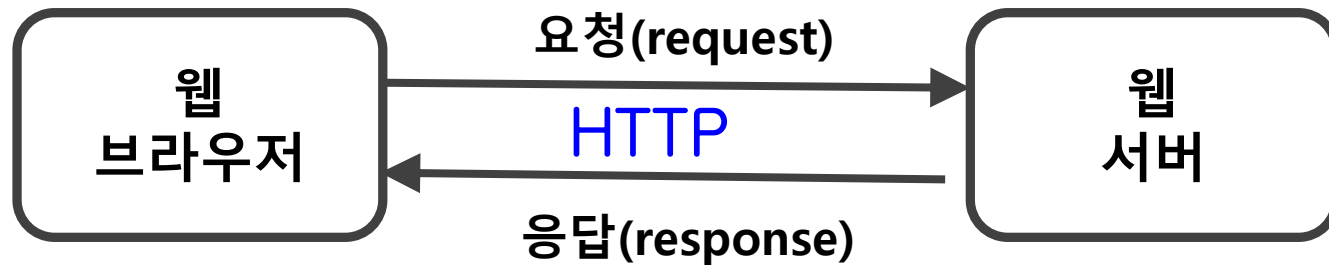 요청(request)
웹
브라우저
HTTP
웹
서버
응답(response)